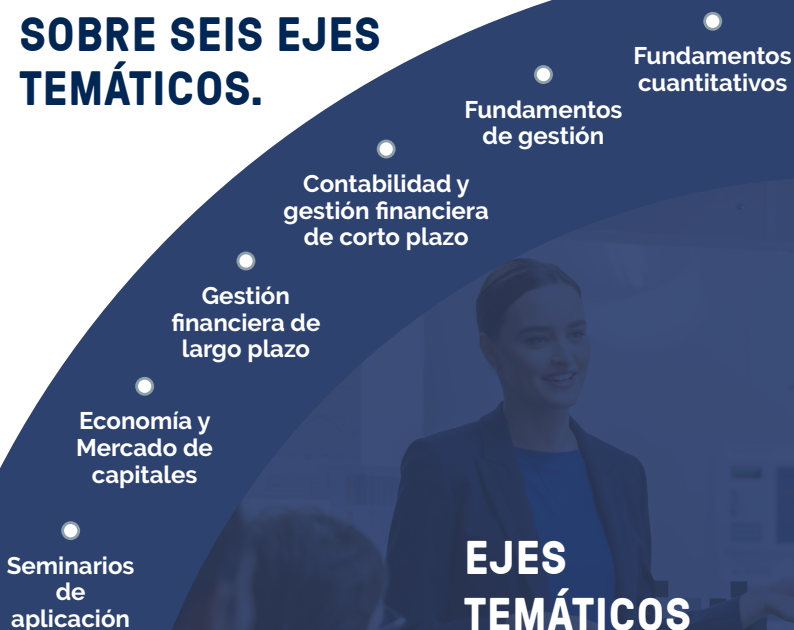 SOBRE SEIS EJES
TEMÁTICOS.
Fundamentos
cuantitativos
Fundamentos
de gestión
Contabilidad y
gestión financiera
de corto plazo
Gestión
financiera de
largo plazo
Economía y
Mercado de
capitales
Seminarios
de
aplicación
EJES
TEMÁTICOS